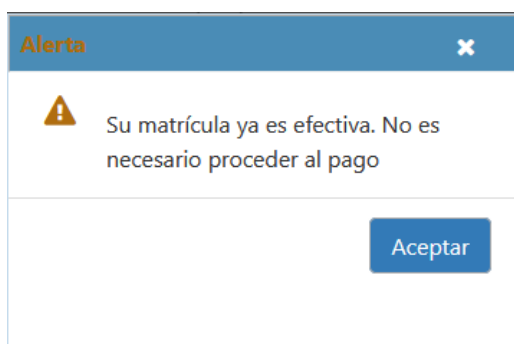 Alerta
Su matrícula ya es efectiva. No es
necesario proceder al pago
Aceptar